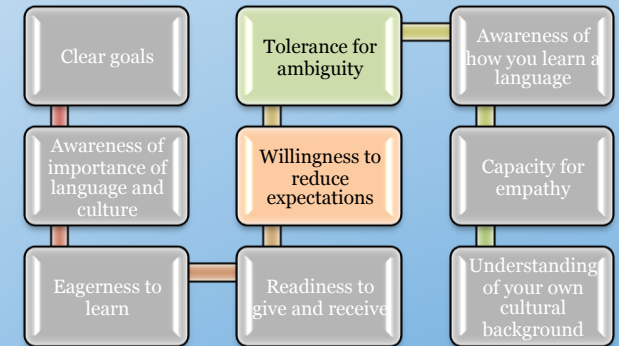 Clear goals
Awareness of
importance of
language and
culture
Eagerness to
learn
Readiness to
give and receive
Willingness to
reduce
expectations
Tolerance for
ambiguity
Awareness of
how you learn a
language
Capacity for
empathy
Understanding
of your own
cultural
background